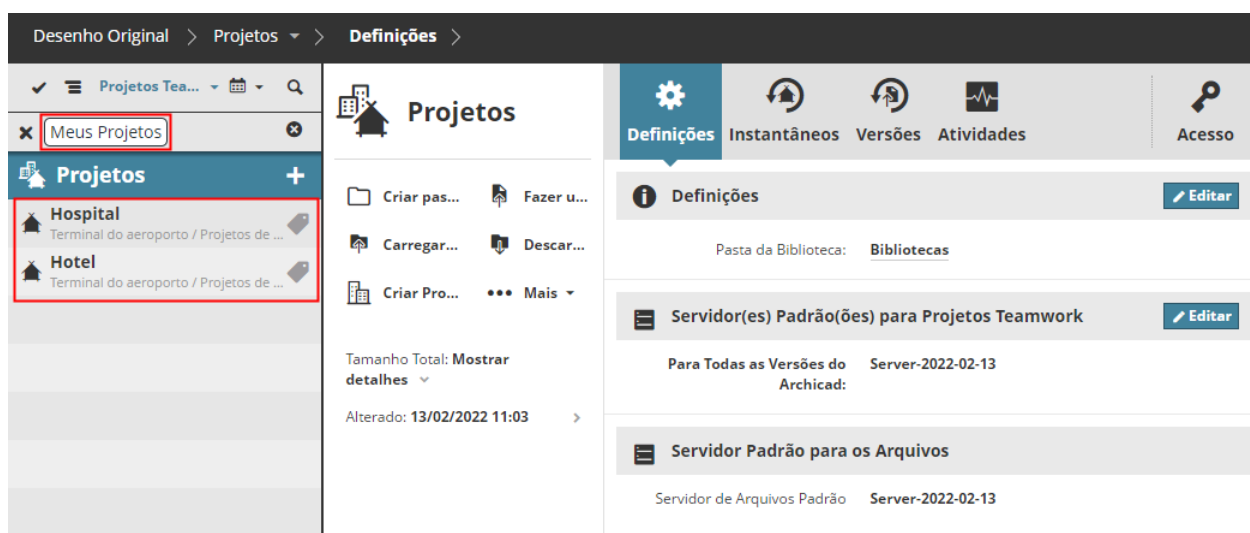 Desenho Original > Projetos > Definições >
Projetos Tea...
Meus Projetos
Projetos
Hospital
Terminal do aeroporto / Projetos de ...
Hotel
Terminal do aeroporto / Projetos de ...
Projetos
Criar pas... Fazer u...
Carregar... Descar...
Criar Pro... Mais
Tamanho Total: Mostrar
detalhes
Alterado: 13/02/2022 11:03
Definições Instantâneos Versões Atividades Acesso
Definições Editar
Pasta da Biblioteca: Bibliotecas
Servidor(es) Padrão(ões) para Projetos Teamwork Editar
Para Todas as Versões do Server-2022-02-13
Archicad:
Servidor Padrão para os Arquivos
Servidor de Arquivos Padrão Server-2022-02-13